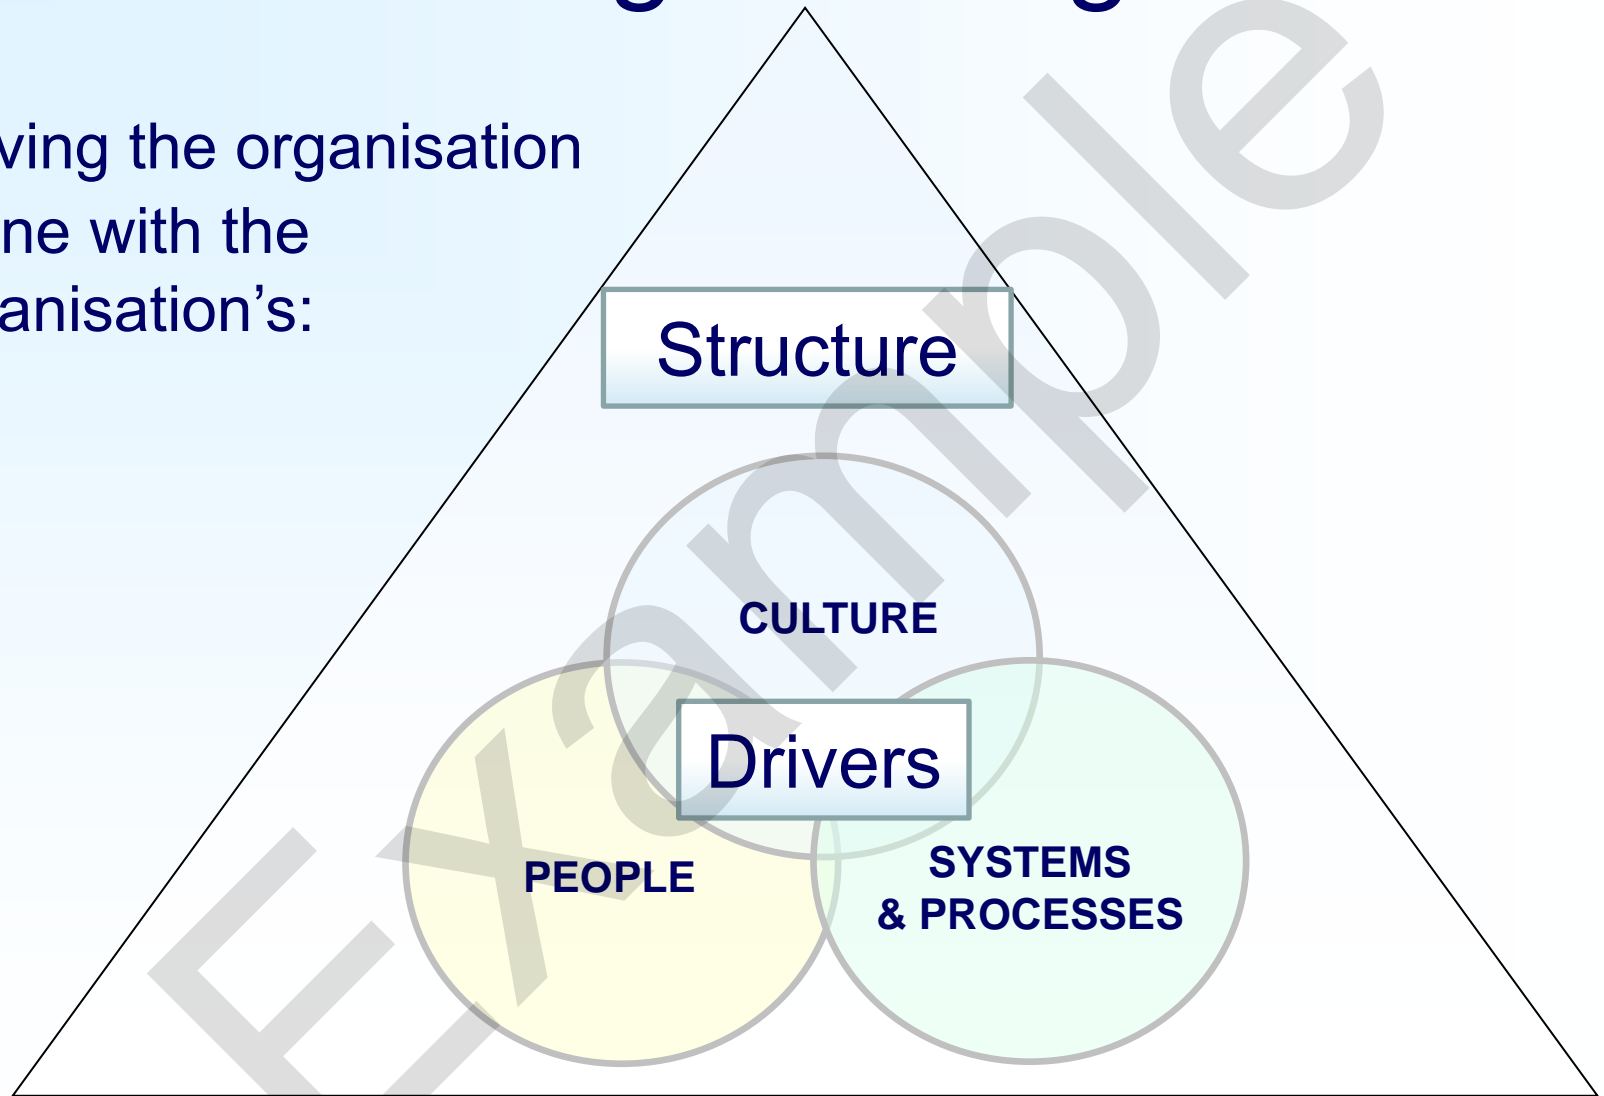 ving the organisation
ne with the
anisation’s:
Structure
CULTURE
Drivers
PEOPLE
SYSTEMS
& PROCESSES
Example